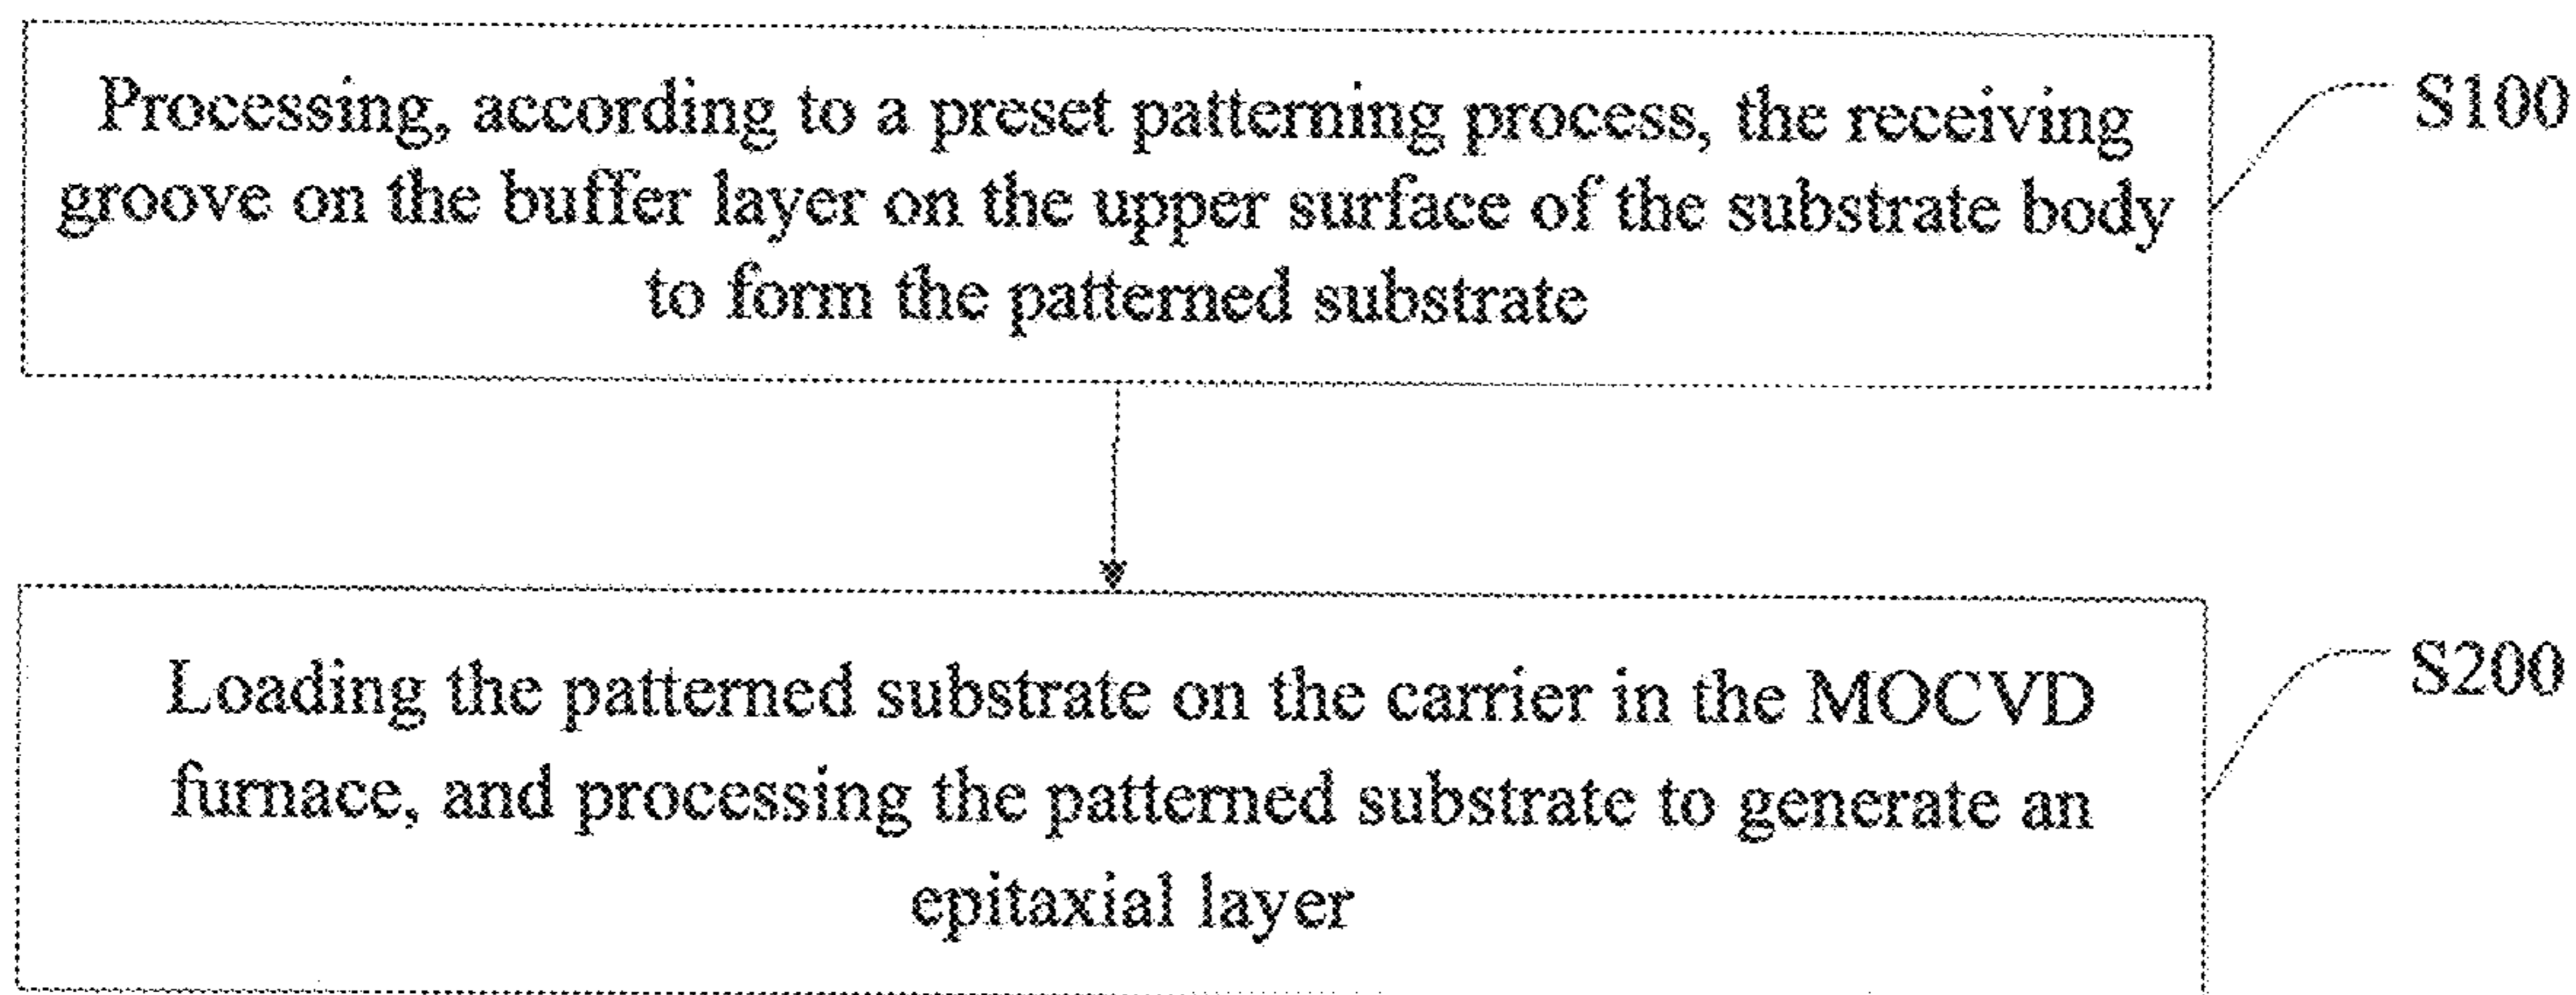 Processing, according to a preset patterning process, the receiving
groove on the buffer layer on the upper surface of the substrate body
to form the patterned substrate
S100
Loading the patterned substrate on the carrier in the MOCVD
furnace, and processing the patterned substrate to generate an
epitaxial layer
S200